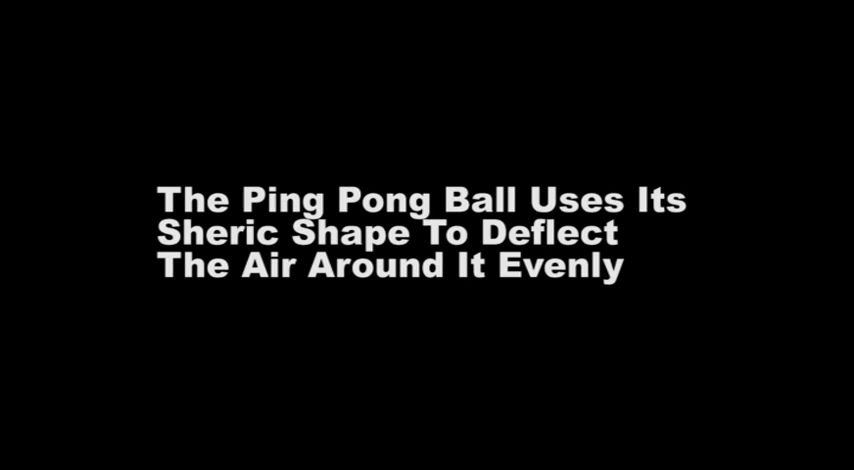 The Ping Pong Ball Uses Its
Sheric Shape To Deflect
The Air Around It Evenly